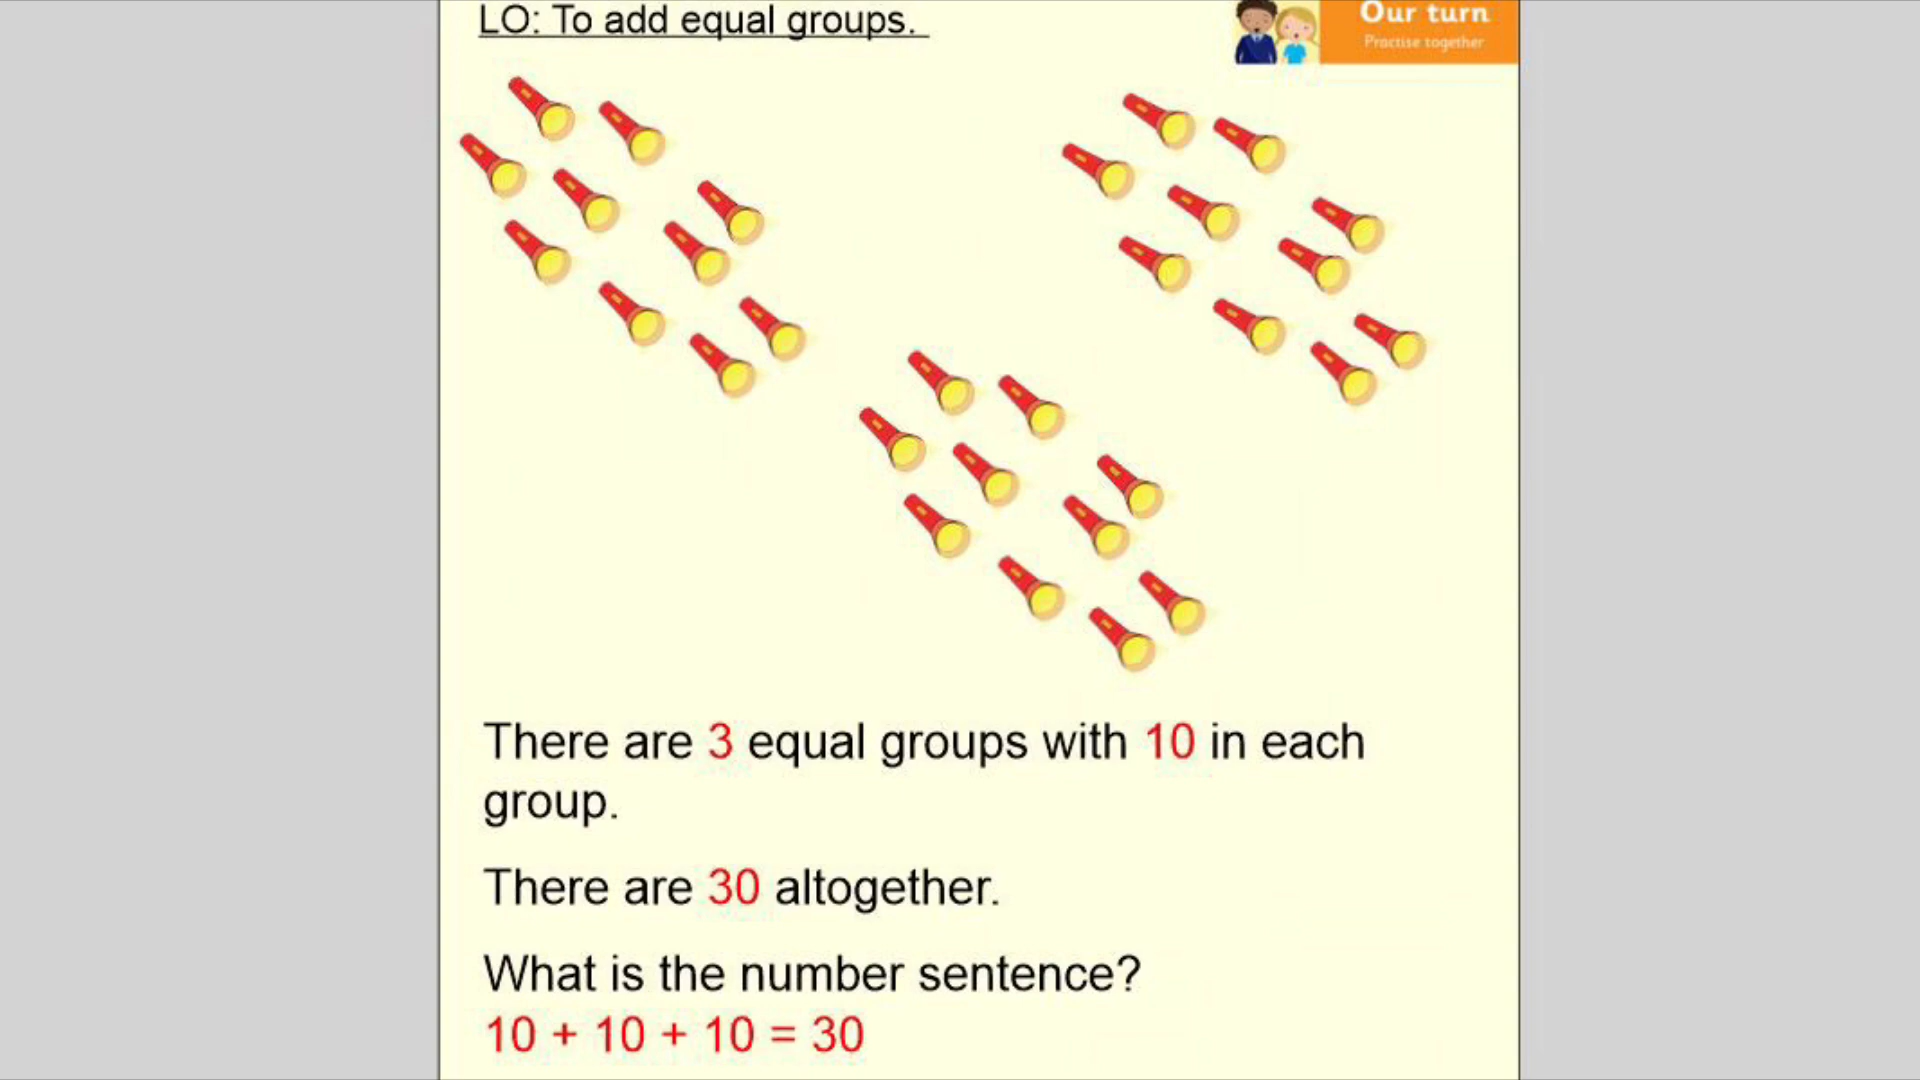 LO: To add equal groups.
Our turn
Practise together
There are 3 equal groups with 10 in each
group.
There are 30 altogether.
What is the number sentence?
10 + 10 + 10 = 30